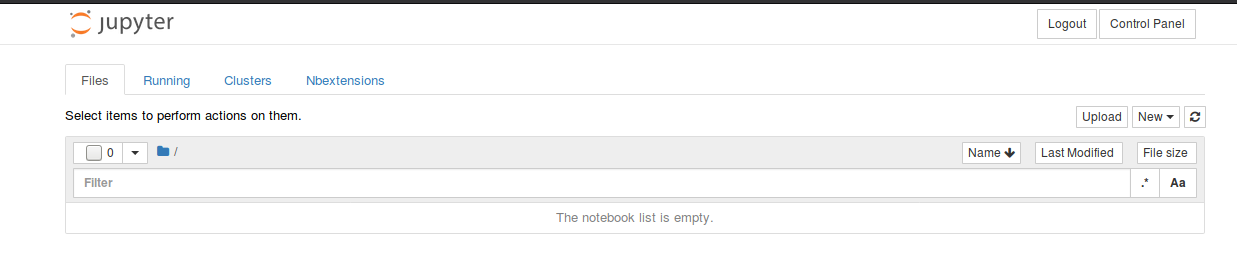 jupyter Logout Control Panel
Files Running Clusters Nbextensions
Select items to perform actions on them. Upload New
0 / Name Last Modified File size
Filter .* Aa
The notebook list is empty.